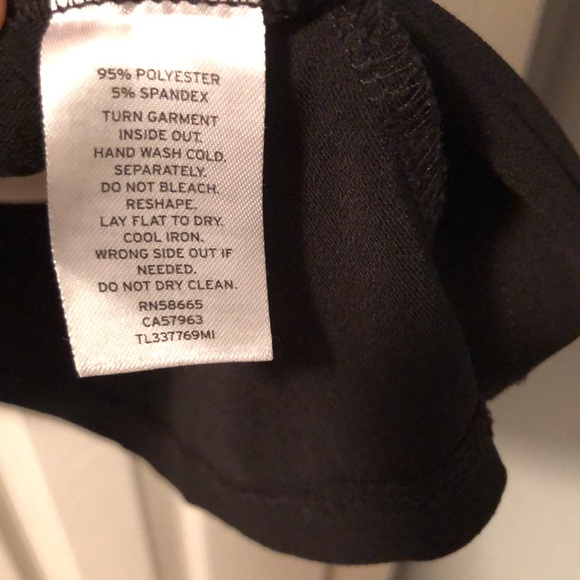 95% POLYESTER
5% SPANDEX
TURN GARMENT
INSIDE OUT.
HAND WASH COLD.
SEPARATELY.
DO NOT BLEACH.
RESHAPE.
LAY FLAT TO DRY.
COOL IRON.
WRONG SIDE OUT IF
NEEDED.
DO NOT DRY CLEAN.
RN58665
CA57963
TL337769MI